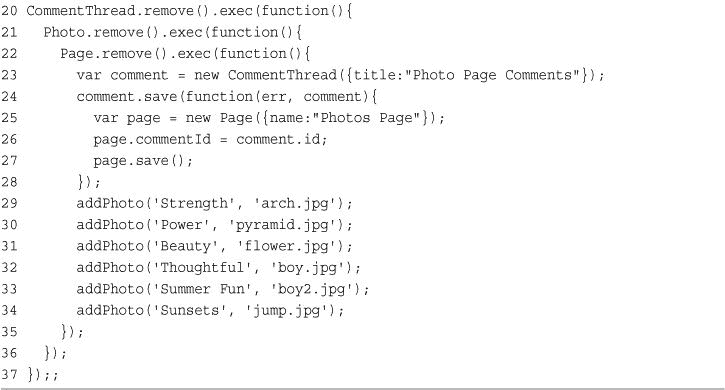 20 CommentThread.remove().exec(function(){
21   Photo.remove().exec(function(){
22     Page.remove().exec(function(){
23       var comment = new CommentThread({title:"Photo Page Comments"});
24       comment.save(function(err, comment){
25         var page = new Page({name:"Photos Page"});
26         page.commentId = comment.id;
27         page.save();
28       });
29       addPhoto('Strength', 'arch.jpg');
30       addPhoto('Power', 'pyramid.jpg');
31       addPhoto('Beauty', 'flower.jpg');
32       addPhoto('Thoughtful', 'boy.jpg');
33       addPhoto('Summer Fun', 'boy2.jpg');
34       addPhoto('Sunsets', 'jump.jpg');
35     });
36   });
37 });;